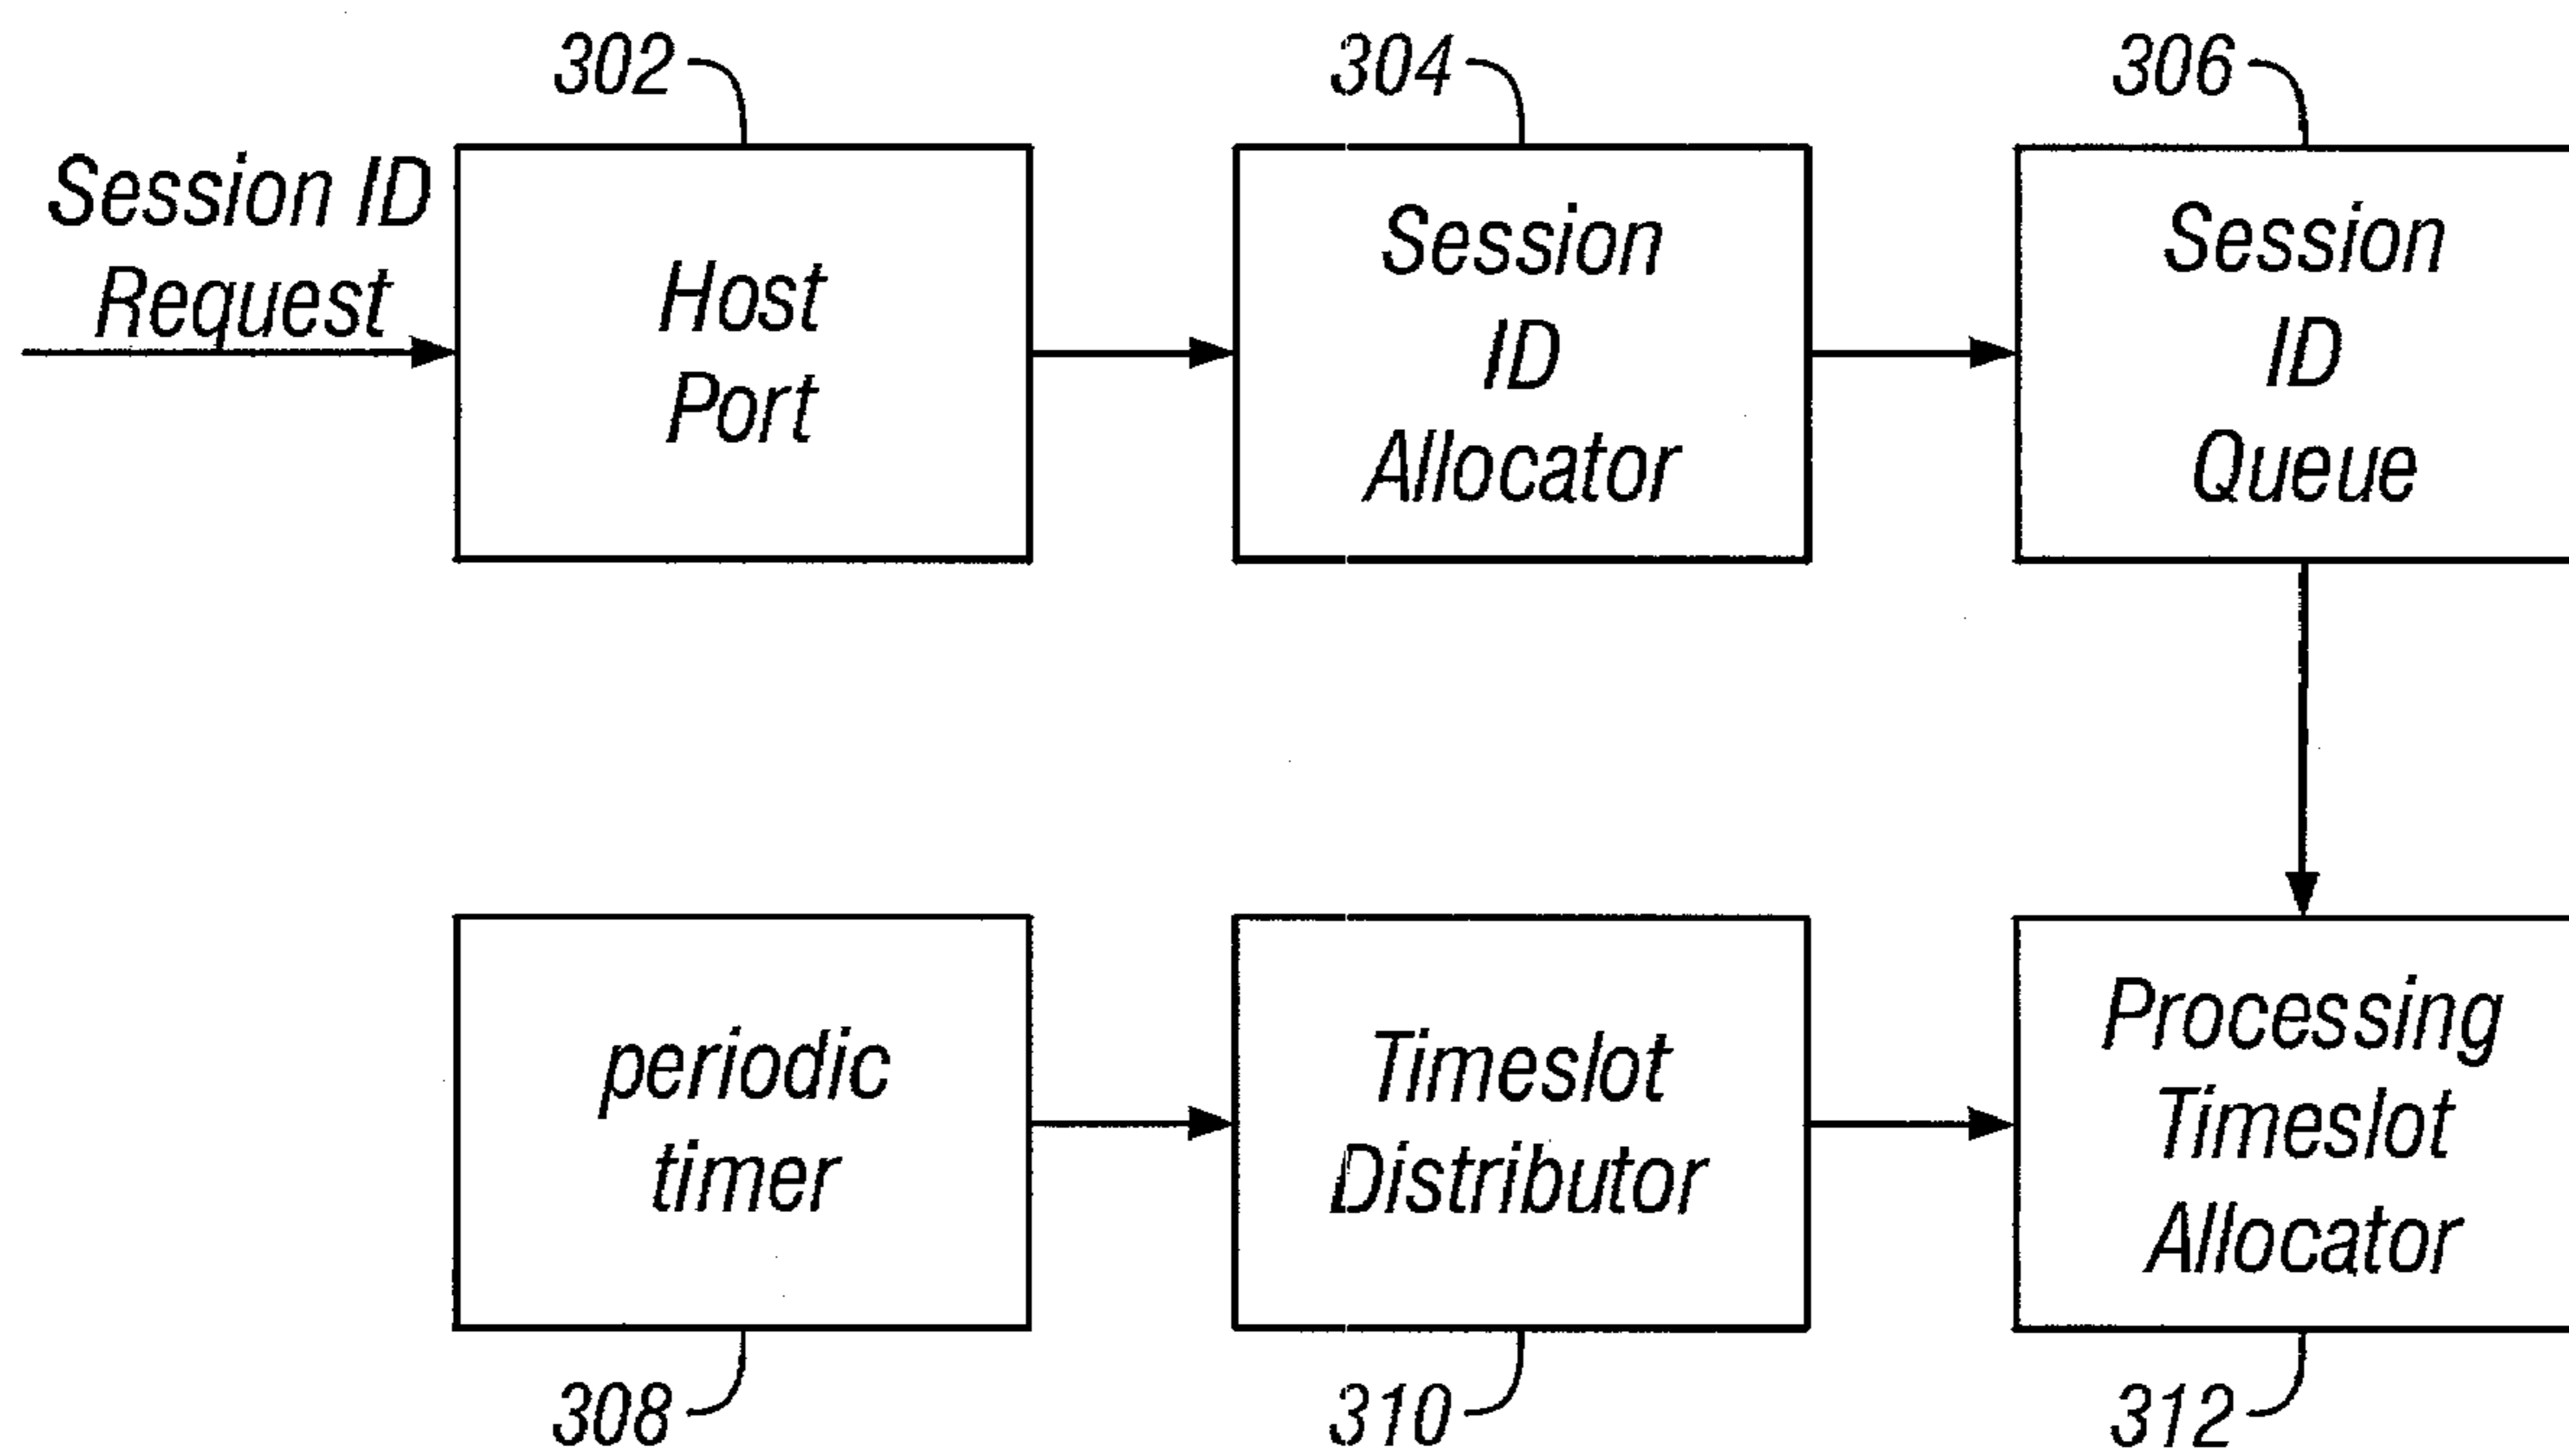 302
304
306
Session ID
Request
Host
Port
Session
ID
Allocator
Session
ID
Queue
periodic
timer
Timeslot
Distributor
Processing
Timeslot
Allocator
308
310
312